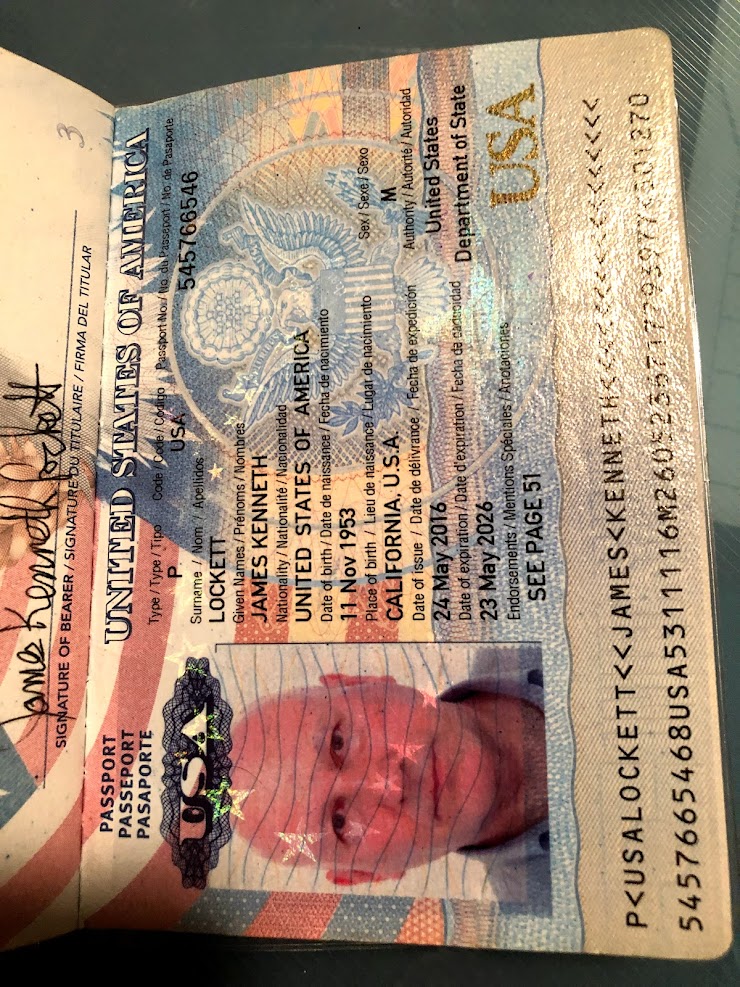 3
James Kenneth Lockett
SIGNATURE OF BEARER / SIGNATURE DU TITULAIRE / FIRMA DEL TITULAR
PASSPORT
PASSEPORT
PASAPORTE
USA
UNITED STATES OF AMERICA
Type / Type / Tipo Code / Code / Código Passport No. / No. du Passeport / No. de Pasaporte
P USA 545766546
Surname / Nom / Apellidos
LOCKETT
Given Names / Prénoms / Nombres
JAMES KENNETH
Nationality / Nationalité / Nacionalidad
UNITED STATES OF AMERICA
Date of birth / Date de naissance / Fecha de nacimiento
11 Nov 1953
Place of birth / Lieu de naissance / Lugar de nacimiento Sex / Sexe / Sexo
CALIFORNIA, U.S.A. M
Date of issue / Date de délivrance / Fecha de expedición Authority / Autorité / Autoridad
24 May 2016 United States
Date of expiration / Date d'expiration / Fecha de caducidad Department of State
23 May 2026
Endorsements / Mentions Spéciales / Anotaciones
SEE PAGE 51
USA
P<USALOCKETT<<JAMES<KENNETH<<<<<<<<<<<<<<<<<
5457665468USA5311116M260523